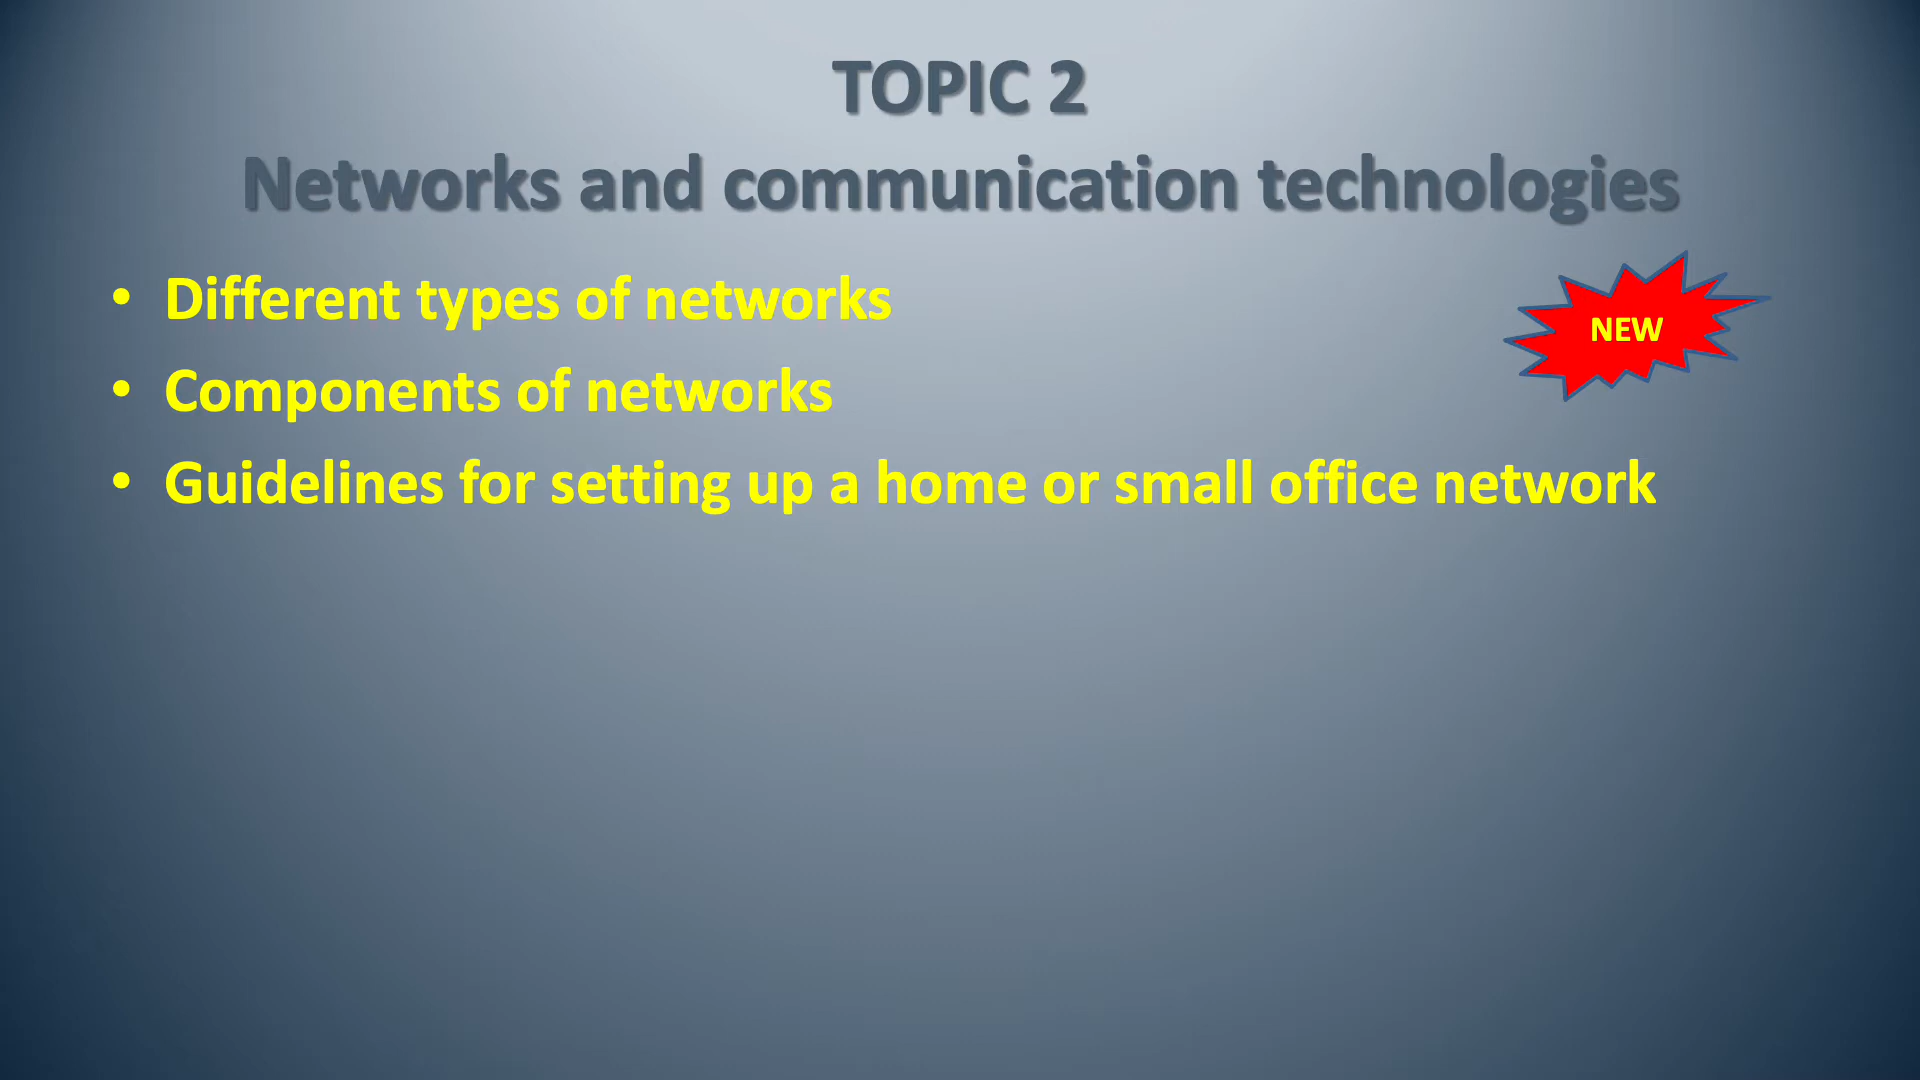 TOPIC 2
Networks and communication technologies
• Different types of networks
NEW
• Components of networks
• Guidelines for setting up a home or small office network